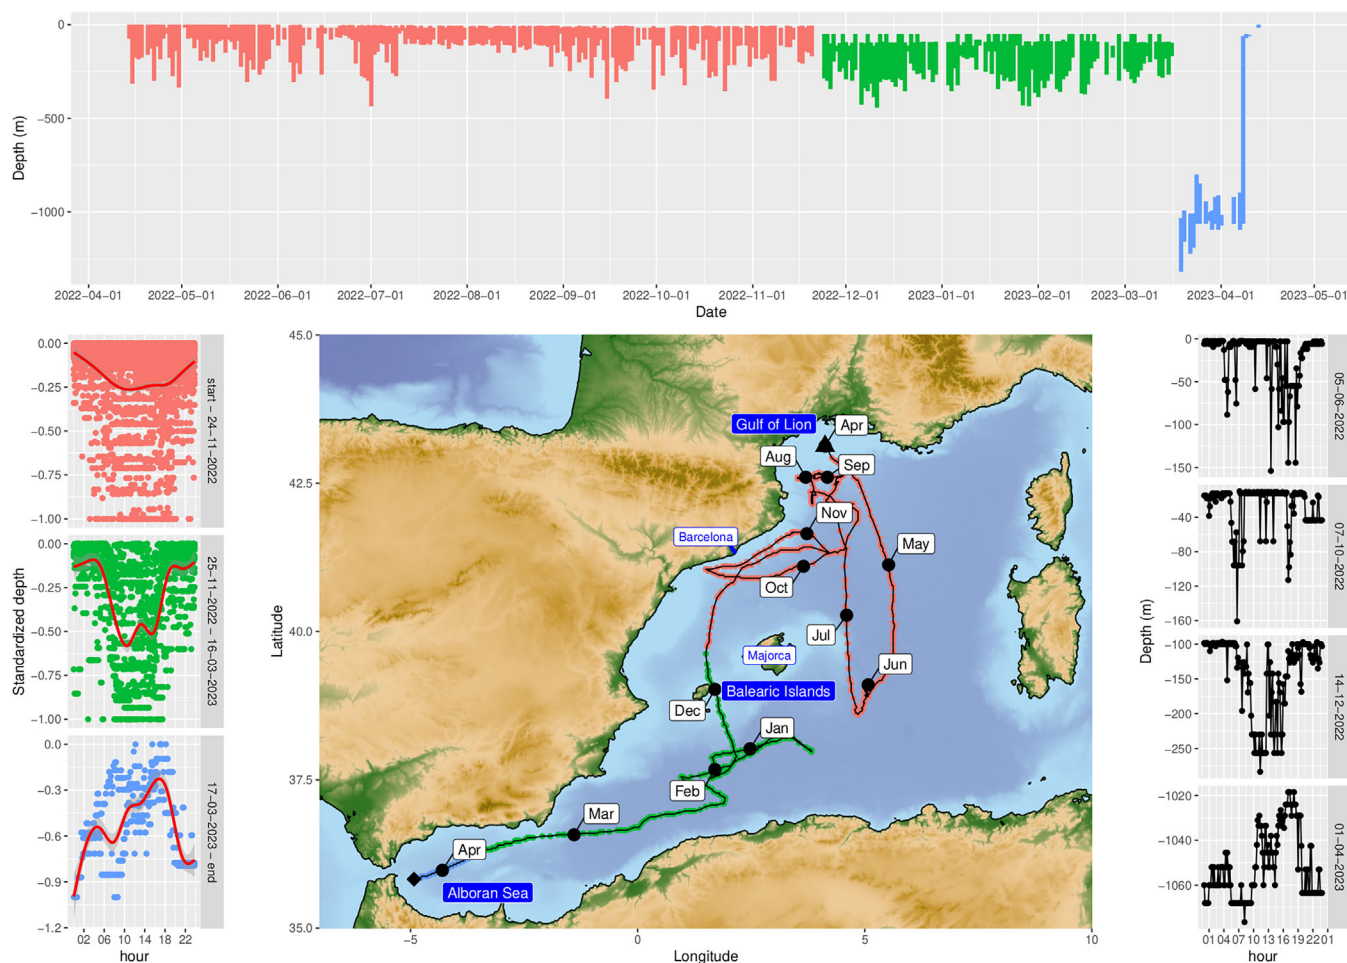 0
−500
−1000
Depth (m)
2022−04−01 2022−05−01 2022−06−01 2022−07−01 2022−08−01 2022−09−01 2022−10−01 2022−11−01 2022−12−01 2023−01−01 2023−02−01 2023−03−01 2023−04−01 2023−05−01
Date
Standardized depth
0.00
−0.25
−0.50
−0.75
−1.00
start − 24−11−2022
0.00
−0.25
−0.50
−0.75
−1.00
25−11−2022 − 16−03−2023
0.0
−0.3
−0.6
−0.9
−1.2
17−03−2023 − end
02 06 10 14 18 22
hour
Latitude
45.0
42.5
40.0
37.5
35.0
Gulf of Lion
Apr
Aug
Sep
Nov
Barcelona
May
Oct
Jul
Majorca
Jun
Balearic Islands
Dec
Jan
Feb
Mar
Apr
Alboran Sea
−5 0 5 10
Longitude
Depth (m)
0
−50
−100
−150
05−06−2022
−40
−80
−120
−160
07−10−2022
−100
−150
−200
−250
14−12−2022
−1020
−1040
−1060
01−04−2023
01 04 07 10 13 16 19 22 01
hour